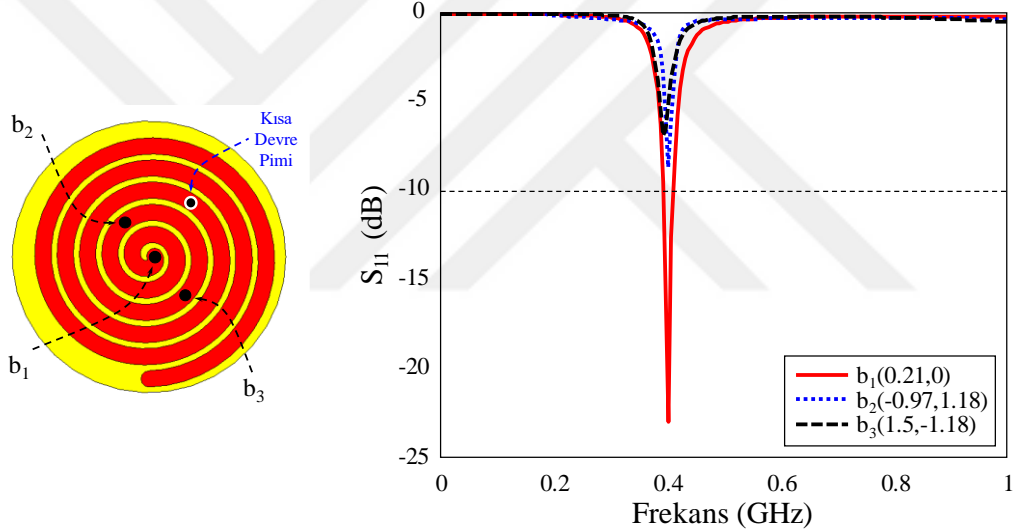 b₂
Kısa
Devre
Pimi
b₁
b₃
0
-5
-10
-15
-20
-25
S₁₁ (dB)
b₁(0.21,0)
b₂(-0.97,1.18)
b₃(1.5,-1.18)
0 0.2 0.4 0.6 0.8 1
Frekans (GHz)